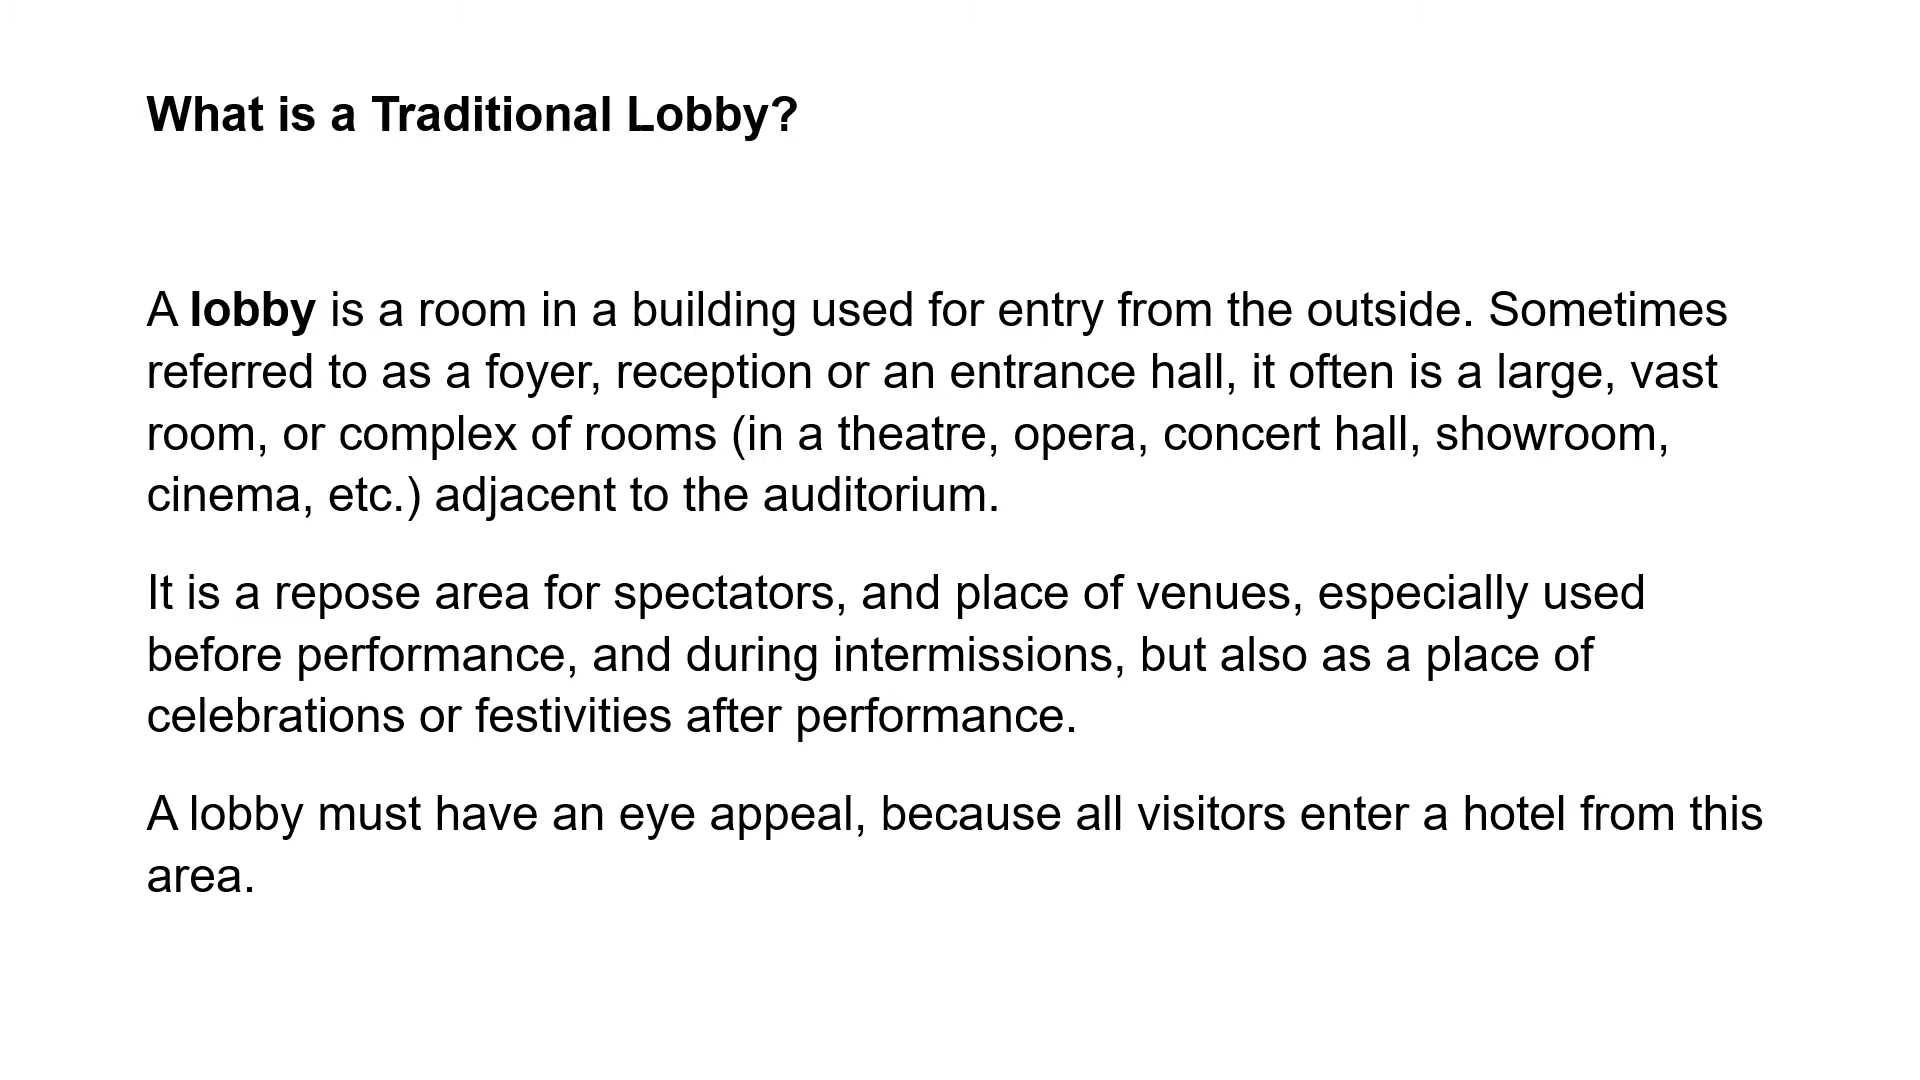 What is a Traditional Lobby?
A lobby is a room in a building used for entry from the outside. Sometimes
referred to as a foyer, reception or an entrance hall, it often is a large, vast
room, or complex of rooms (in a theatre, opera, concert hall, showroom,
cinema, etc.) adjacent to the auditorium.
It is a repose area for spectators, and place of venues, especially used
before performance, and during intermissions, but also as a place of
celebrations or festivities after performance.
A lobby must have an eye appeal, because all visitors enter a hotel from this
area.